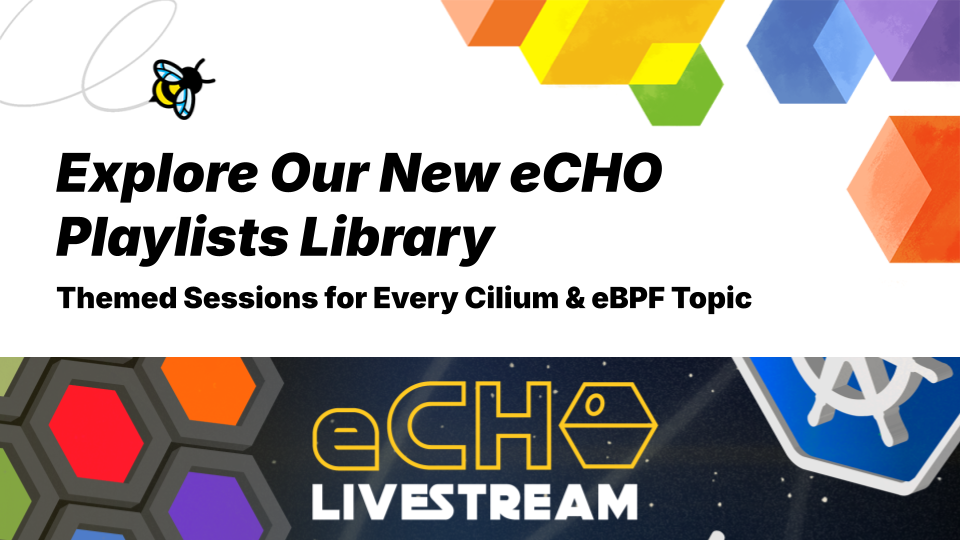 Explore Our New eCHO
Playlists Library
Themed Sessions for Every Cilium & eBPF Topic
eCHO
LIVESTREAM